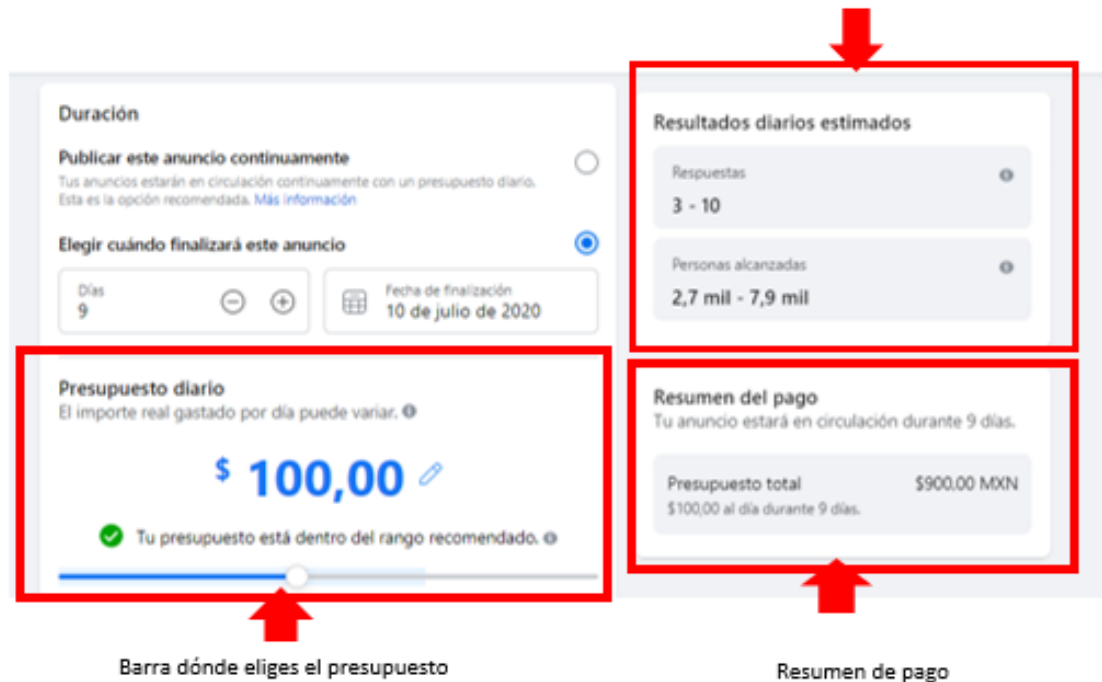 Duración
Publicar este anuncio continuamente
Tus anuncios estarán en circulación continuamente con un presupuesto diario.
Esta es la opción recomendada. Más información
Elegir cuándo finalizará este anuncio
Días
9
Fecha de finalización
10 de julio de 2020
Presupuesto diario
El importe real gastado por día puede variar.
$ 100,00
Tu presupuesto está dentro del rango recomendado.
Barra dónde eliges el presupuesto
Resultados diarios estimados
Respuestas
3 - 10
Personas alcanzadas
2,7 mil - 7,9 mil
Resumen del pago
Tu anuncio estará en circulación durante 9 días.
Presupuesto total $900,00 MXN
$100,00 al día durante 9 días.
Resumen de pago